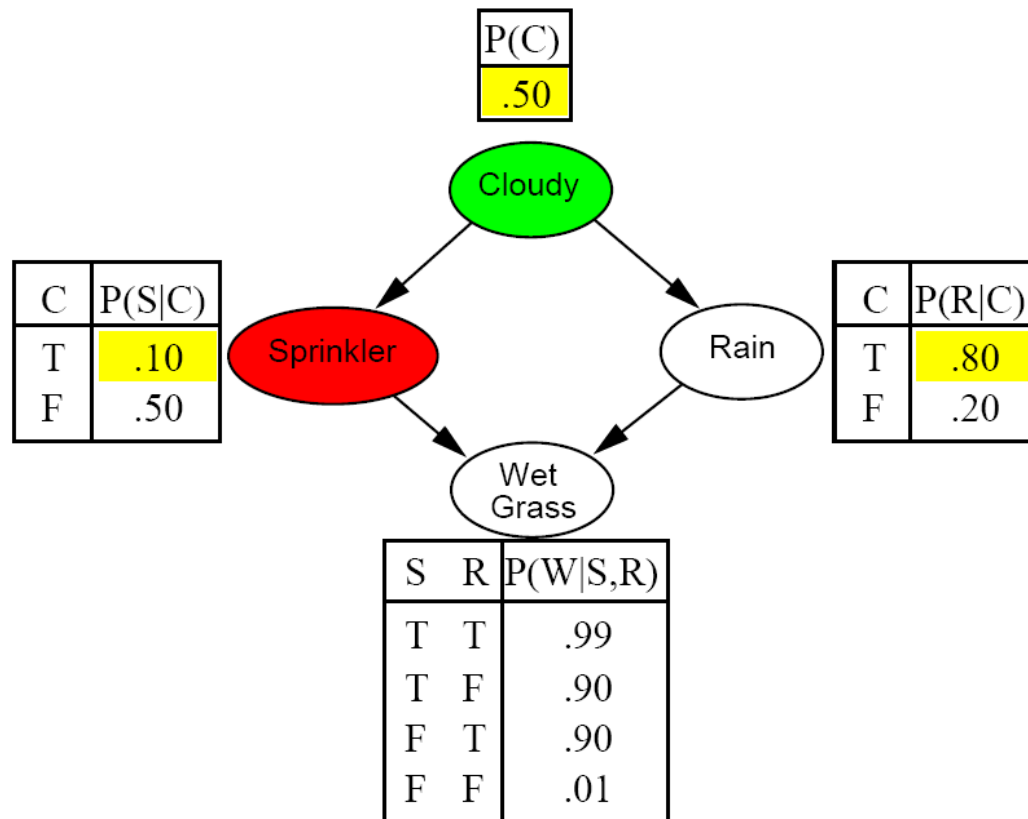 P(C)
.50
Cloudy
C P(S|C)
T .10
F .50
Sprinkler
Rain
C P(R|C)
T .80
F .20
Wet
Grass
S R P(W|S,R)
T T .99
T F .90
F T .90
F F .01